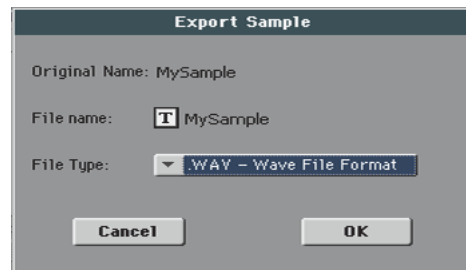 Export Sample
Original Name: MySample
File name: T MySample
File Type: .WAV - Wave File Format
Cancel OK